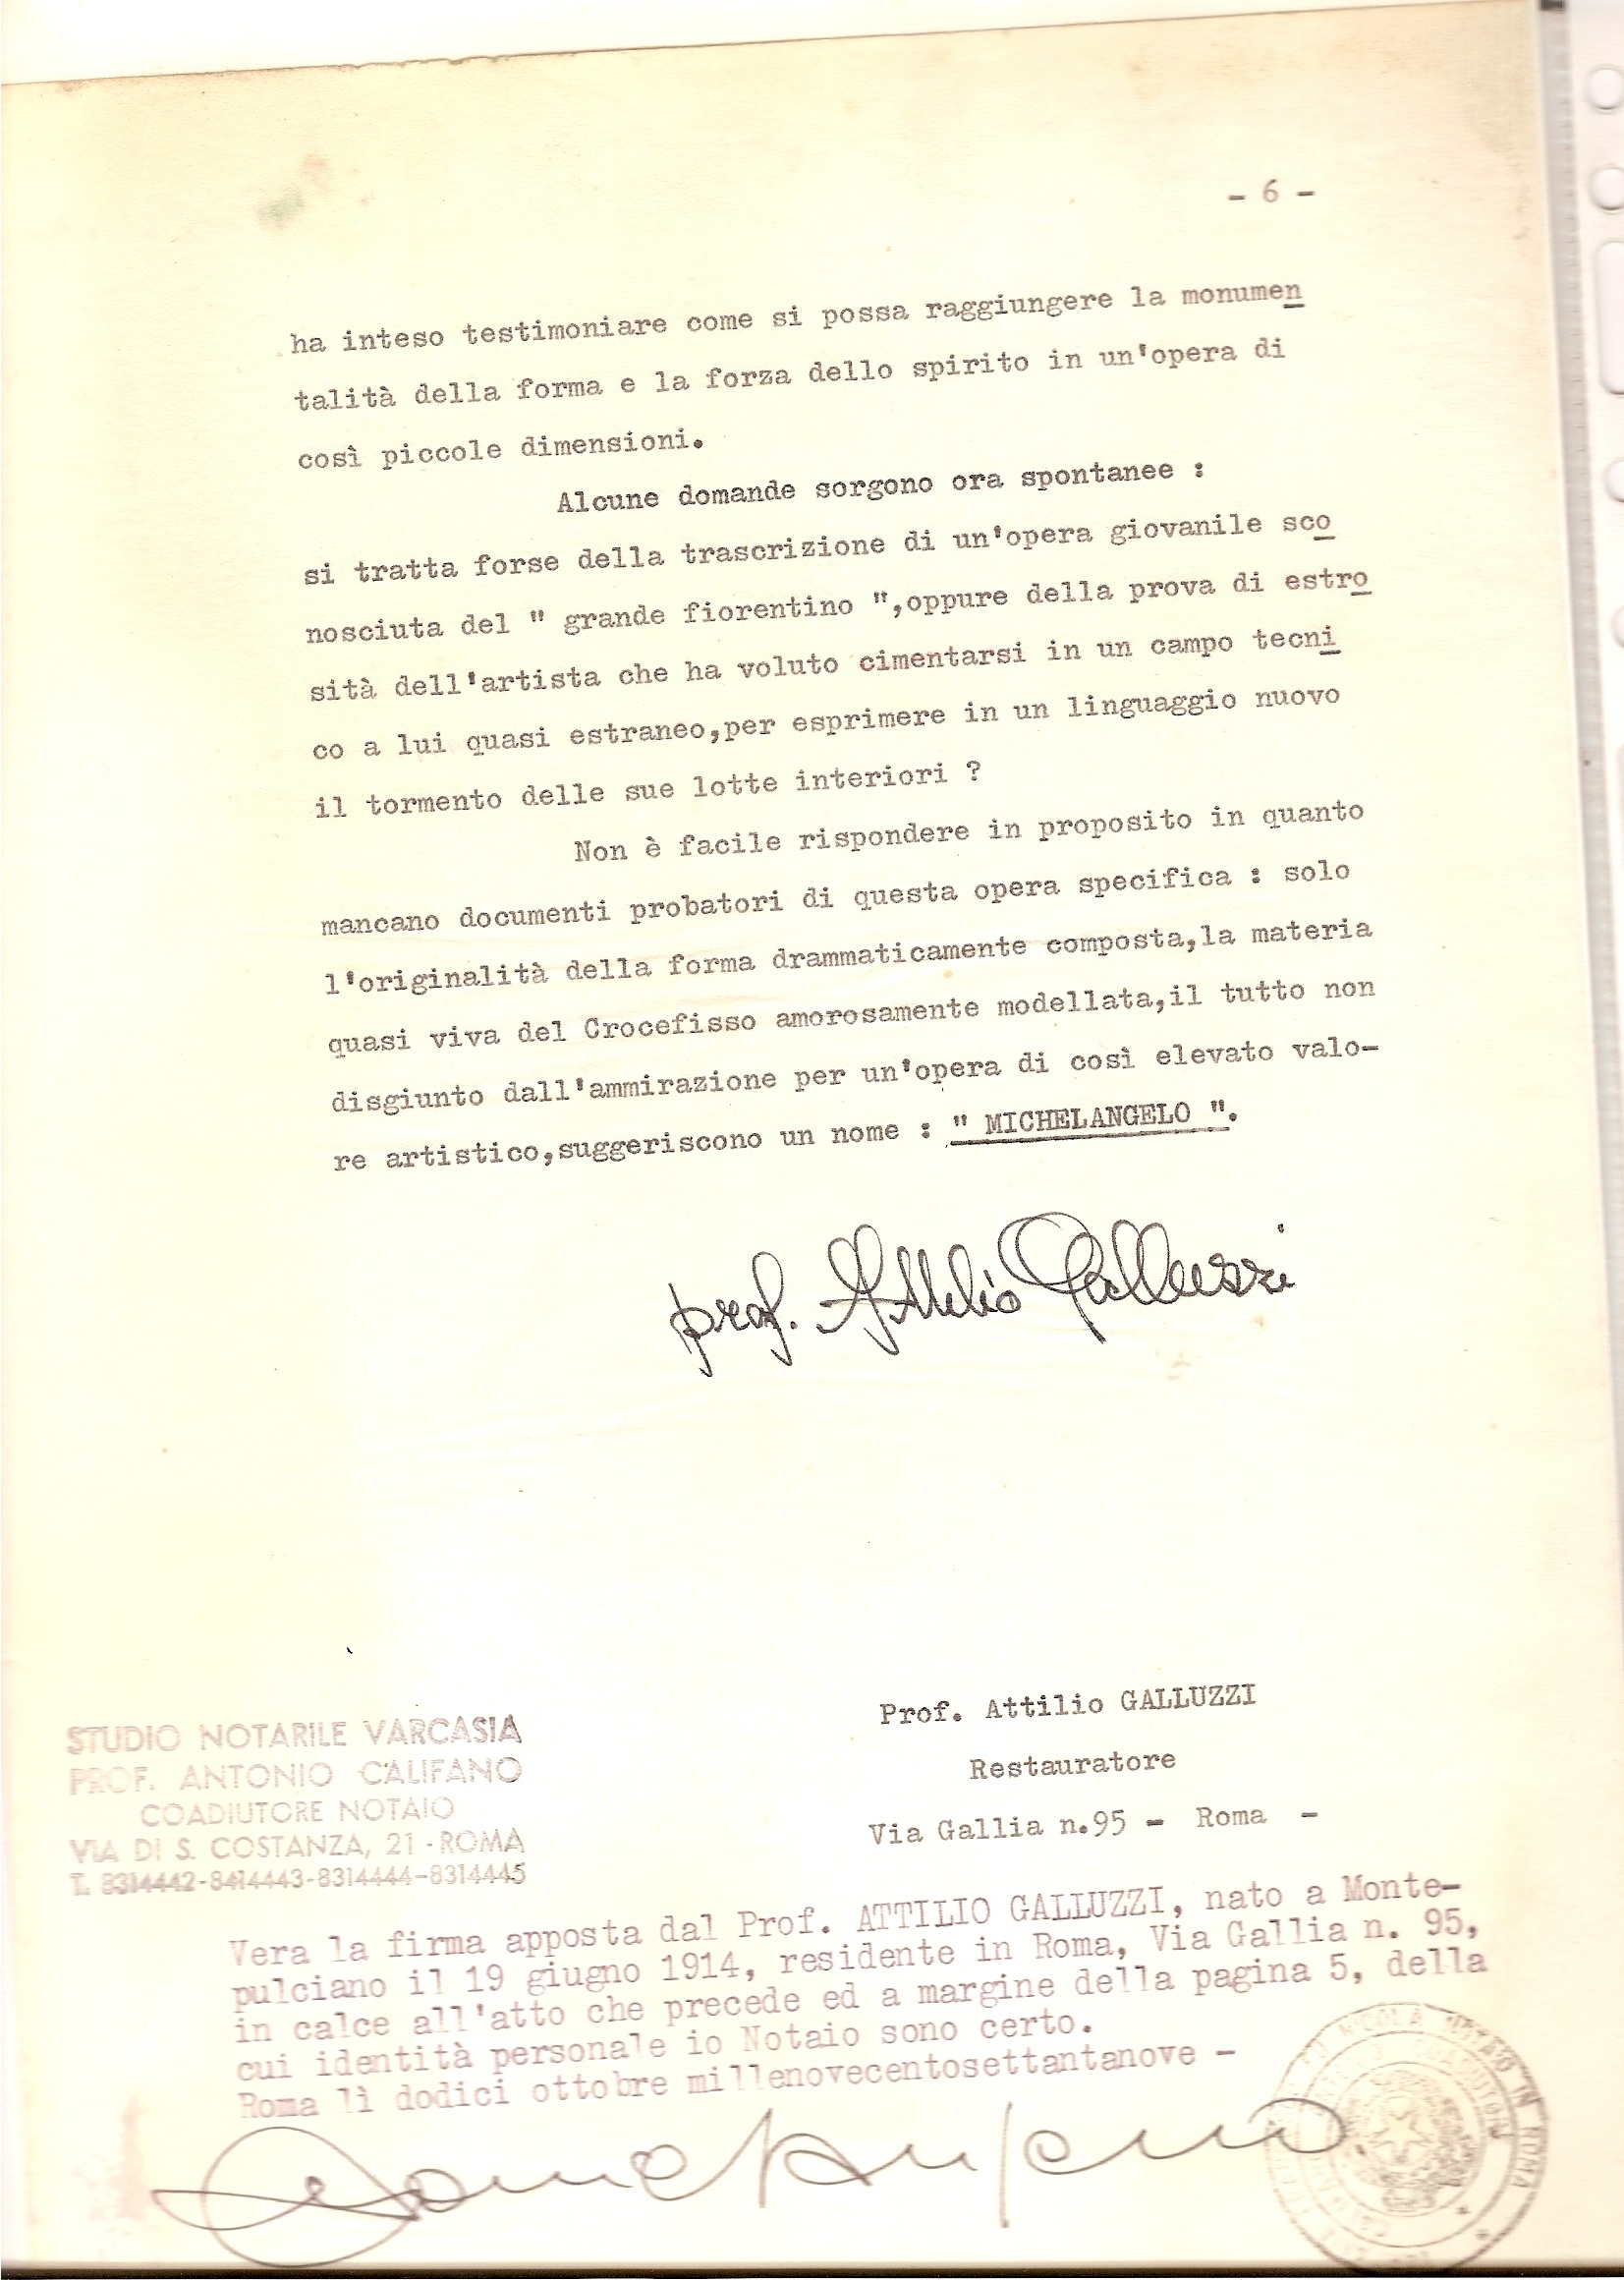 - 6 -
ha inteso testimoniare come si possa raggiungere la monumen
talità della forma e la forza dello spirito in un'opera di
così piccole dimensioni.
Alcune domande sorgono ora spontanee :
si tratta forse della trascrizione di un'opera giovanile sco
nosciuta del " grande fiorentino ",oppure della prova di estro
sità dell'artista che ha voluto cimentarsi in un campo tecni
co a lui quasi estraneo,per esprimere in un linguaggio nuovo
il tormento delle sue lotte interiori ?
Non è facile rispondere in proposito in quanto
mancano documenti probatori di questa opera specifica : solo
l'originalità della forma drammaticamente composta,la materia
quasi viva del Crocefisso amorosamente modellata,il tutto non
disgiunto dall'ammirazione per un'opera di così elevato valo-
re artistico,suggeriscono un nome : " MICHELANGELO ".
prof. Attilio Galluzzi
Prof. Attilio GALLUZZI
Restauratore
Via Gallia n.95 - Roma -
STUDIO NOTARILE VARCASIA
PROF. ANTONIO CALIFANO
COADIUTORE NOTAIO
VIA DI S. COSTANZA, 21 - ROMA
T. 8314442-8414443-8314444-8314445
Vera la firma apposta dal Prof. ATTILIO GALLUZZI, nato a Monte-
pulciano il 19 giugno 1914, residente in Roma, Via Gallia n. 95,
in calce all'atto che precede ed a margine della pagina 5, della
cui identità personale io Notaio sono certo.
Roma lì dodici ottobre millenovecentosettantanove -
NICOLA NOTAIO IN ROMA
COADIUTORE